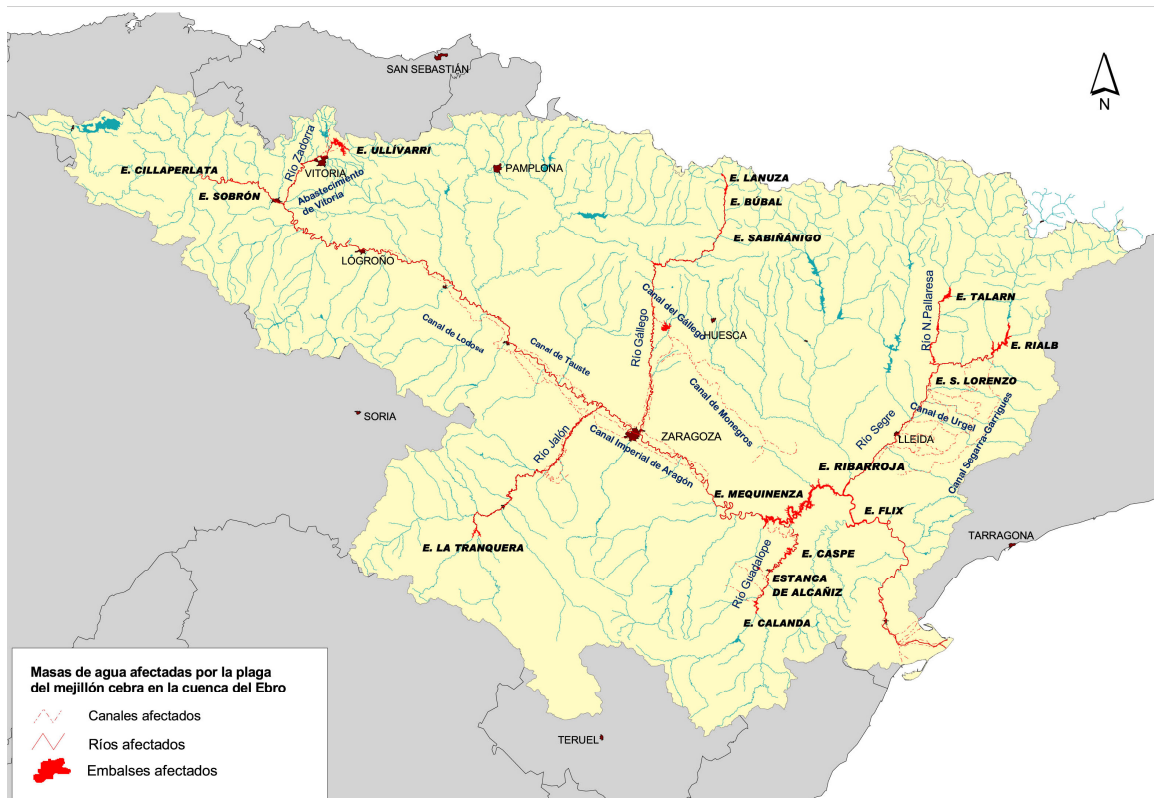 SAN SEBASTIÁN
N
Río Zadorra
E. ULLÍVARRI
VITORIA
PAMPLONA
E. CILLAPERLATA
E. SOBRÓN
Abastecimiento
de Vitoria
E. LANUZA
E. BÚBAL
E. SABIÑÁNIGO
LOGROÑO
Canal del Gállego
Río N.Pallaresa
E. TALARN
Canal de Lodosa
Canal de Tauste
Río Gállego
HUESCA
E. RIALB
E. S. LORENZO
Canal de Monegros
SORIA
Canal de Urgel
Río Segre
LLEIDA
Canal Segarra-Garrigues
ZARAGOZA
Río Jalón
Canal Imperial de Aragón
E. RIBARROJA
E. MEQUINENZA
E. FLIX
TARRAGONA
E. LA TRANQUERA
E. CASPE
Río Guadalope
ESTANCA
DE ALCAÑIZ
E. CALANDA
TERUEL
Masas de agua afectadas por la plaga
del mejillón cebra en la cuenca del Ebro
Canales afectados
Ríos afectados
Embalses afectados